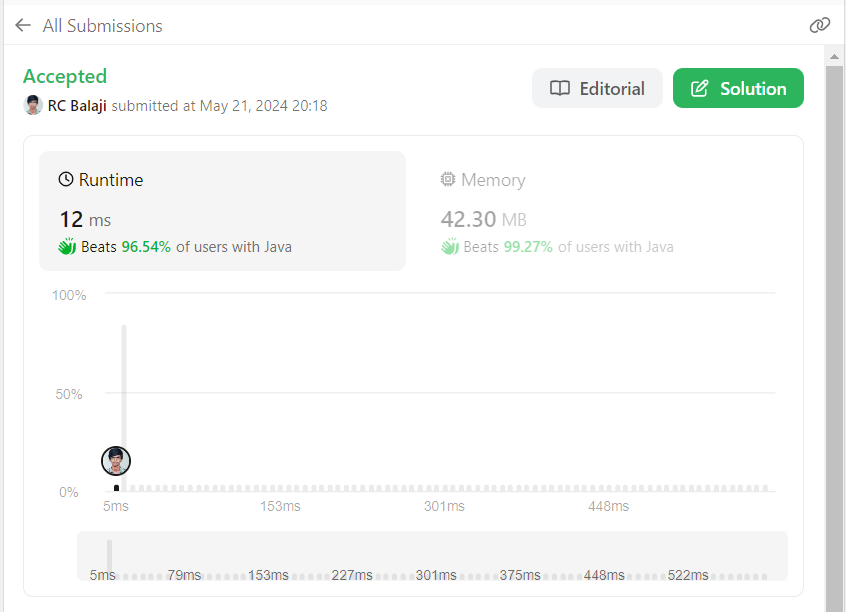 All Submissions
Accepted
RC Balaji submitted at May 21, 2024 20:18
Editorial
Solution
Runtime
12 ms
Beats 96.54% of users with Java
Memory
42.30 MB
Beats 99.27% of users with Java
100%
50%
0%
5ms 153ms 301ms 448ms
5ms 79ms 153ms 227ms 301ms 375ms 448ms 522ms